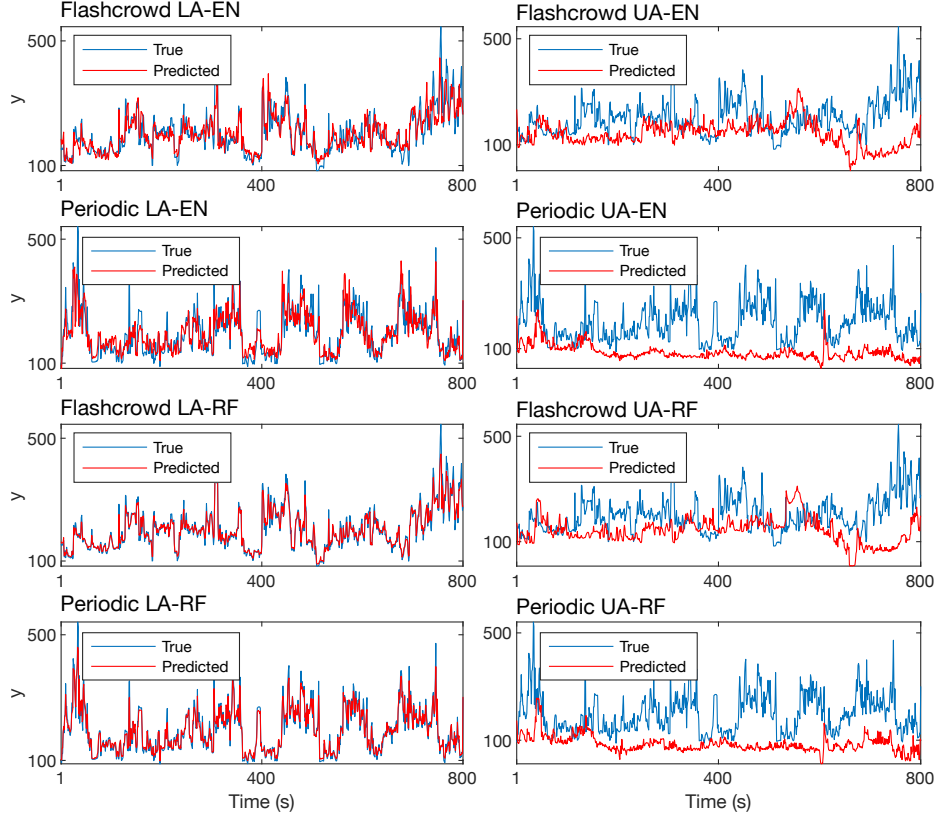 Flashcrowd LA-EN
500
True
Predicted
y
100
1
400
800
Flashcrowd UA-EN
500
True
Predicted
100
1
400
800
Periodic LA-EN
500
True
Predicted
y
100
1
400
800
Periodic UA-EN
500
True
Predicted
100
1
400
800
Flashcrowd LA-RF
500
True
Predicted
y
100
1
400
800
Flashcrowd UA-RF
500
True
Predicted
100
1
400
800
Periodic LA-RF
500
True
Predicted
y
100
1
400
800
Time (s)
Periodic UA-RF
500
True
Predicted
100
1
400
800
Time (s)